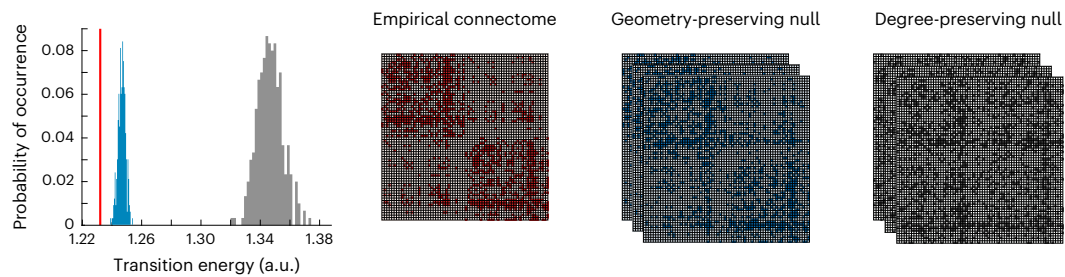 Empirical connectome
Geometry-preserving null
Degree-preserving null
Probability of occurrence
0.08
0.06
0.04
0.02
0
1.22
1.26
1.30
1.34
1.38
Transition energy (a.u.)